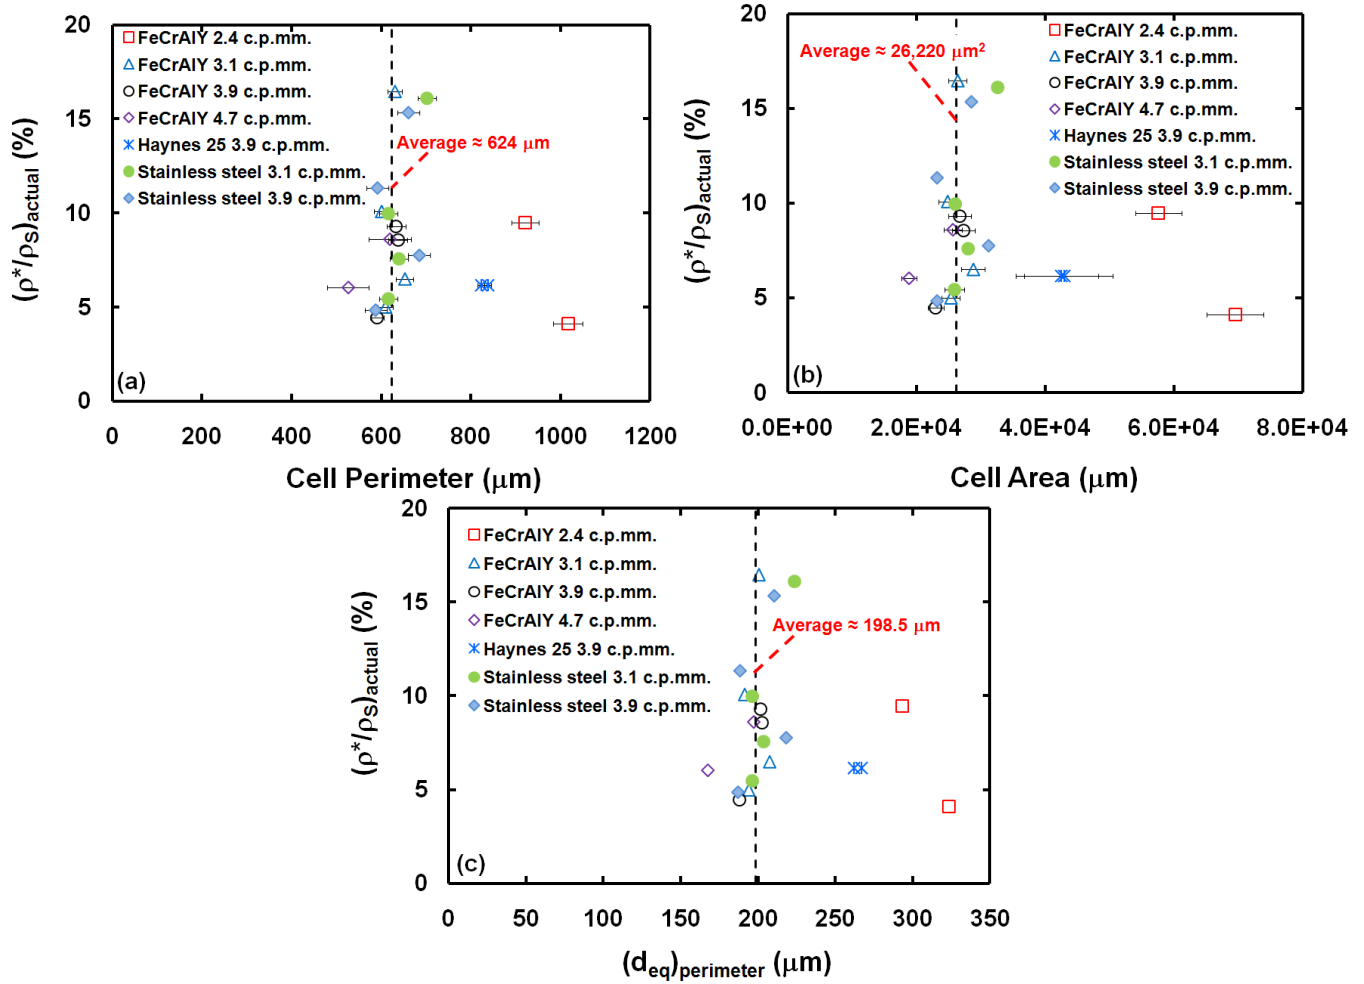 20
15
10
5
0
(ρ*/ρS)actual (%)
FeCrAlY 2.4 c.p.mm.
FeCrAlY 3.1 c.p.mm.
FeCrAlY 3.9 c.p.mm.
FeCrAlY 4.7 c.p.mm.
Haynes 25 3.9 c.p.mm.
Stainless steel 3.1 c.p.mm.
Stainless steel 3.9 c.p.mm.
Average ≈ 624 μm
(a)
0 200 400 600 800 1000 1200
Cell Perimeter (μm)
20
15
10
5
0
(ρ*/ρS)actual (%)
Average ≈ 26,220 μm²
FeCrAlY 2.4 c.p.mm.
FeCrAlY 3.1 c.p.mm.
FeCrAlY 3.9 c.p.mm.
FeCrAlY 4.7 c.p.mm.
Haynes 25 3.9 c.p.mm.
Stainless steel 3.1 c.p.mm.
Stainless steel 3.9 c.p.mm.
(b)
0.0E+00 2.0E+04 4.0E+04 6.0E+04 8.0E+04
Cell Area (μm)
20
15
10
5
0
(ρ*/ρS)actual (%)
FeCrAlY 2.4 c.p.mm.
FeCrAlY 3.1 c.p.mm.
FeCrAlY 3.9 c.p.mm.
FeCrAlY 4.7 c.p.mm.
Haynes 25 3.9 c.p.mm.
Stainless steel 3.1 c.p.mm.
Stainless steel 3.9 c.p.mm.
Average ≈ 198.5 μm
(c)
0 50 100 150 200 250 300 350
(deq)perimeter (μm)